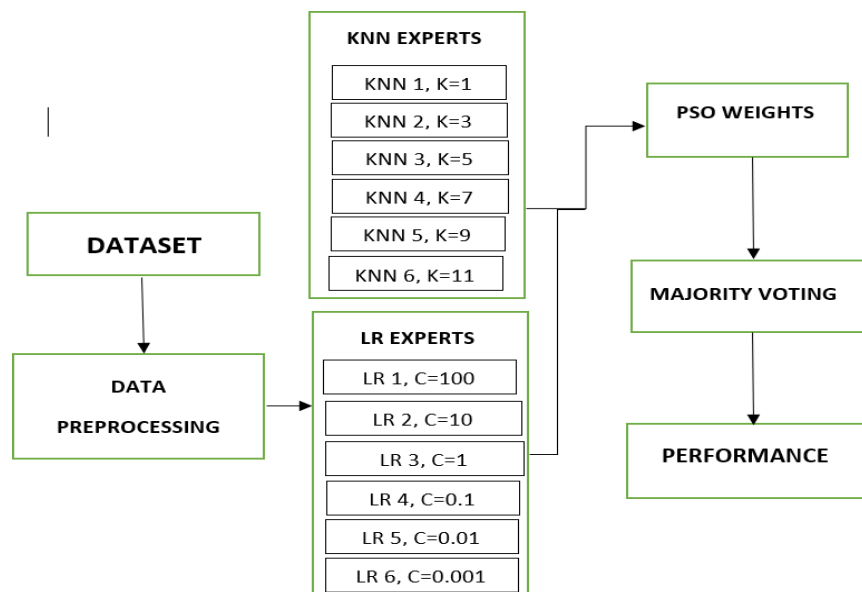 DATASET
DATA
PREPROCESSING
KNN EXPERTS
KNN 1, K=1
KNN 2, K=3
KNN 3, K=5
KNN 4, K=7
KNN 5, K=9
KNN 6, K=11
LR EXPERTS
LR 1, C=100
LR 2, C=10
LR 3, C=1
LR 4, C=0.1
LR 5, C=0.01
LR 6, C=0.001
PSO WEIGHTS
MAJORITY VOTING
PERFORMANCE